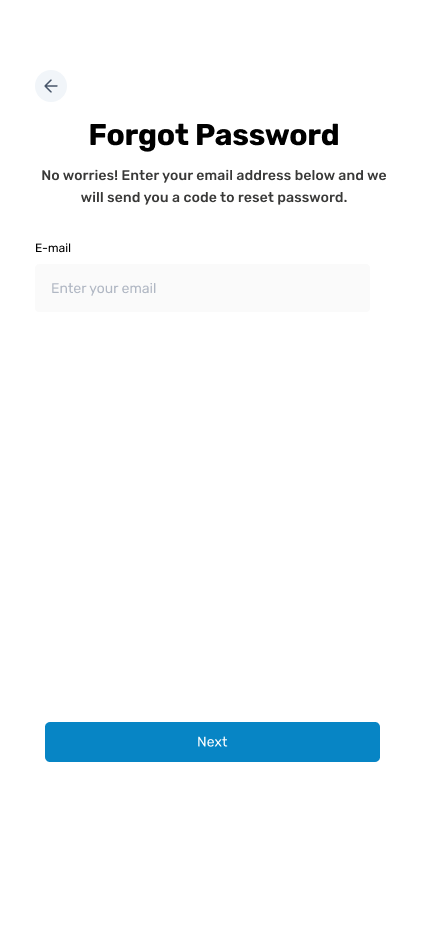 Forgot Password
No worries! Enter your email address below and we
will send you a code to reset password.
E-mail
Enter your email
Next